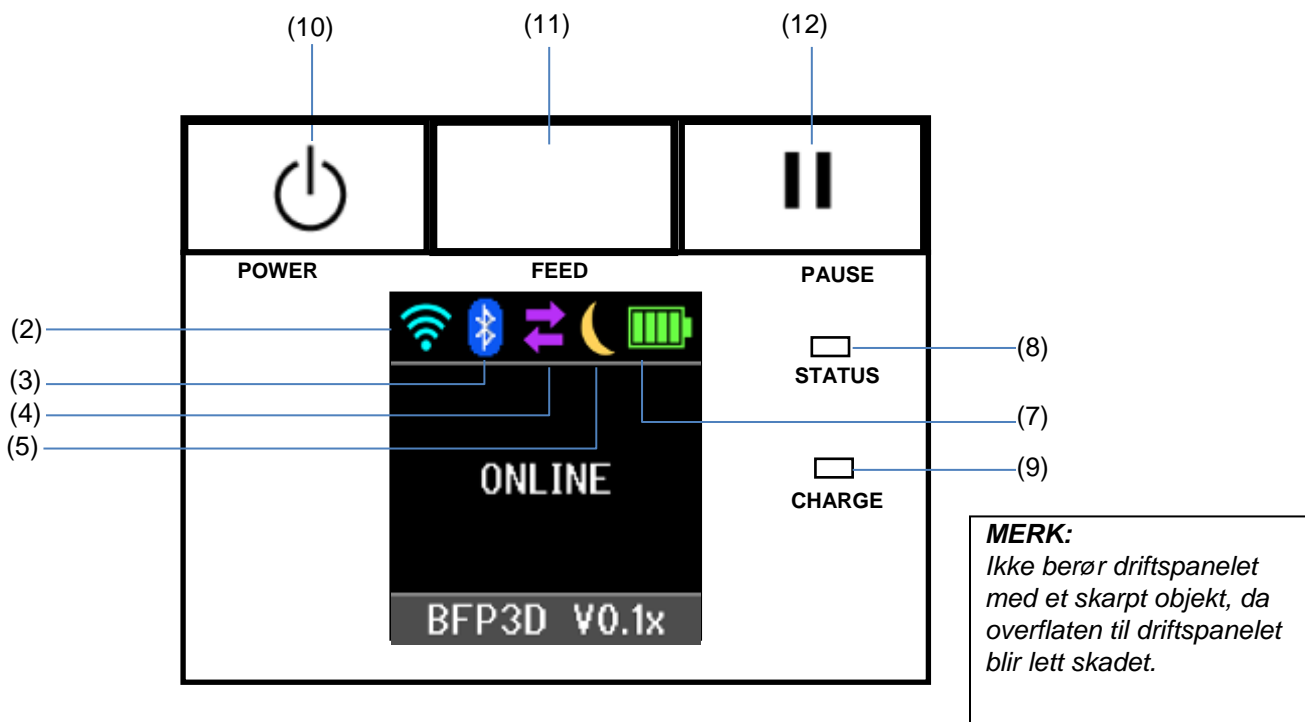 (10)
(11)
(12)
POWER
FEED
PAUSE
(2)
(3)
(4)
(5)
(8)
STATUS
(7)
ONLINE
(9)
CHARGE
BFP3D V0.1x
MERK:
Ikke berør driftspanelet
med et skarpt objekt, da
overflaten til driftspanelet
blir lett skadet.